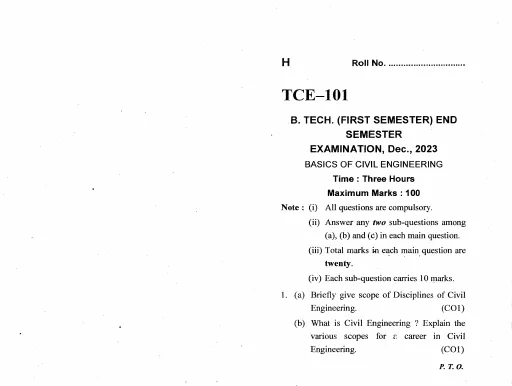 H Roll No. ..............................
TCE–101
B. TECH. (FIRST SEMESTER) END
SEMESTER
EXAMINATION, Dec., 2023
BASICS OF CIVIL ENGINEERING
Time : Three Hours
Maximum Marks : 100
Note : (i) All questions are compulsory.
(ii) Answer any two sub-questions among
(a), (b) and (c) in each main question.
(iii) Total marks in each main question are
twenty.
(iv) Each sub-question carries 10 marks.
1. (a) Briefly give scope of Disciplines of Civil
Engineering. (CO1)
(b) What is Civil Engineering ? Explain the
various scopes for career in Civil
Engineering. (CO1)
P. T. O.